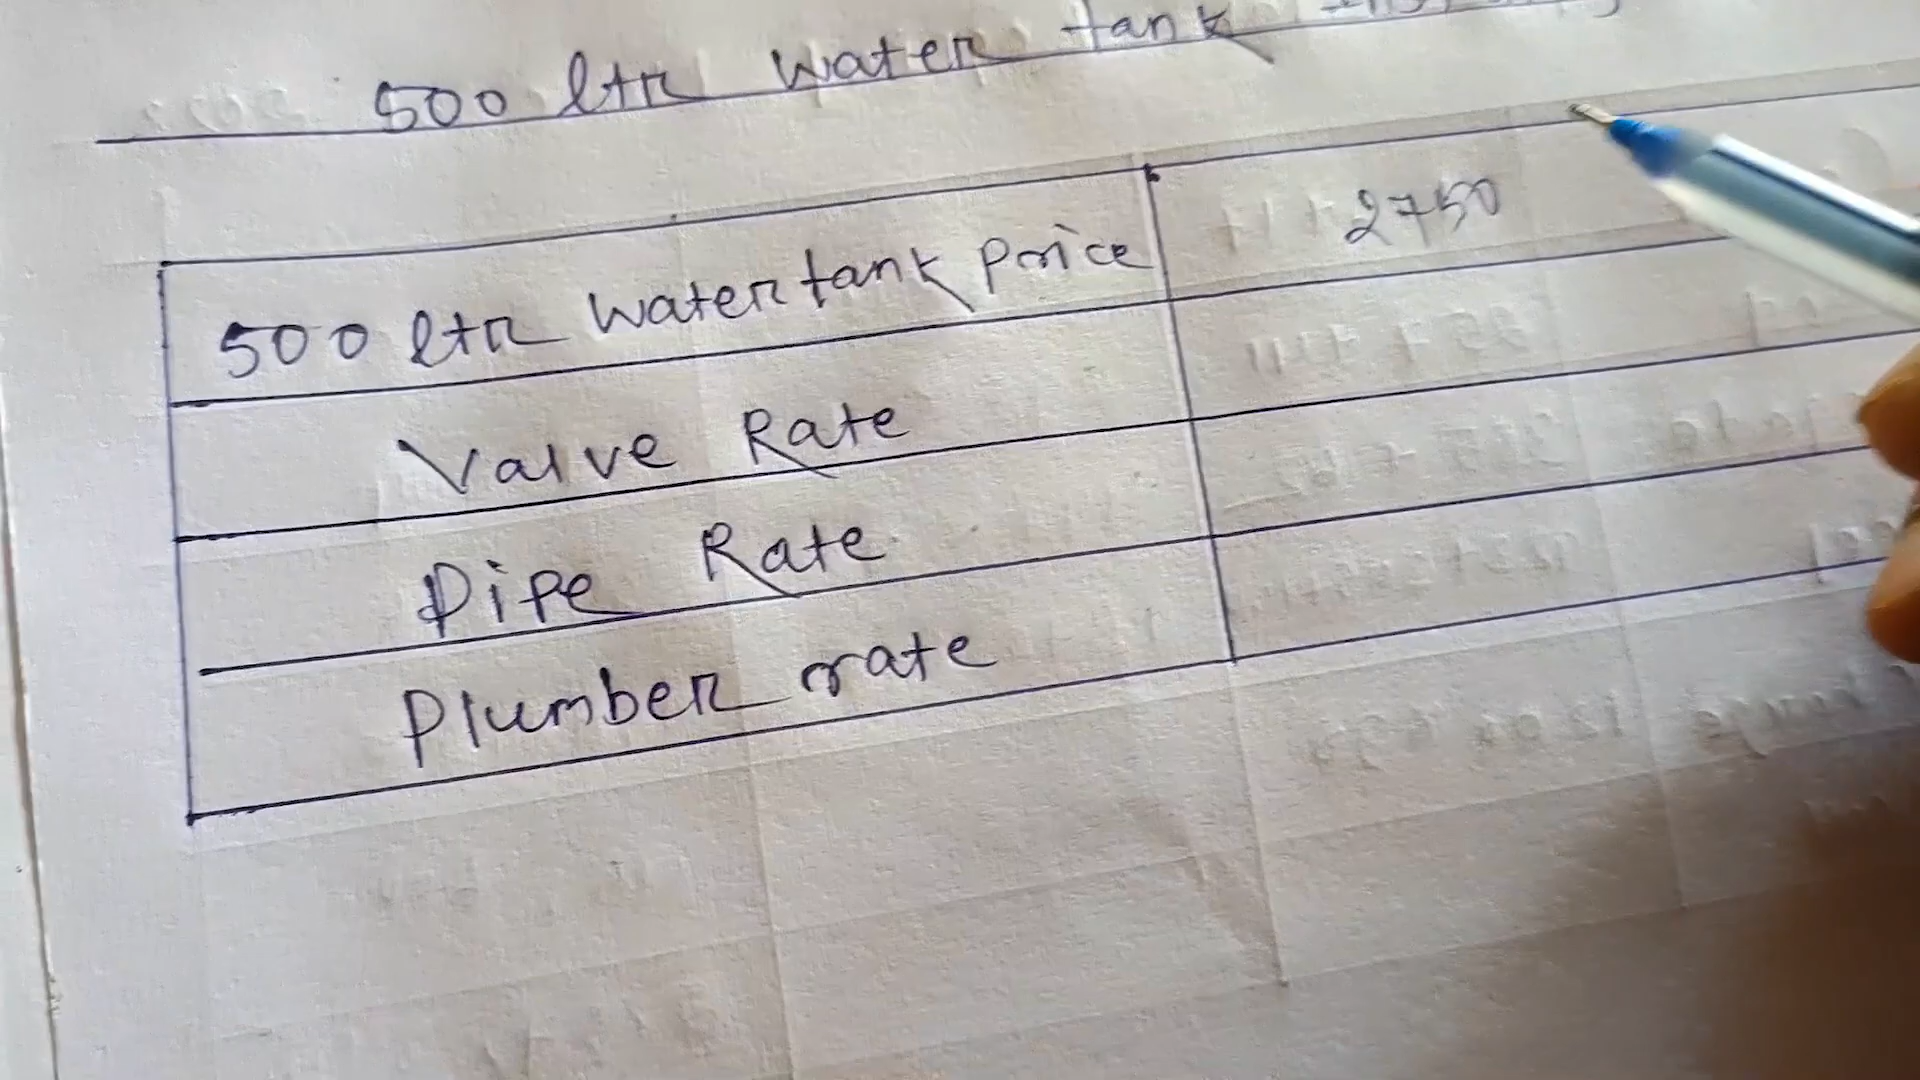 500 ltr water tank
500 ltr water tank price 2750
Valve Rate
Pipe Rate
Plumber rate